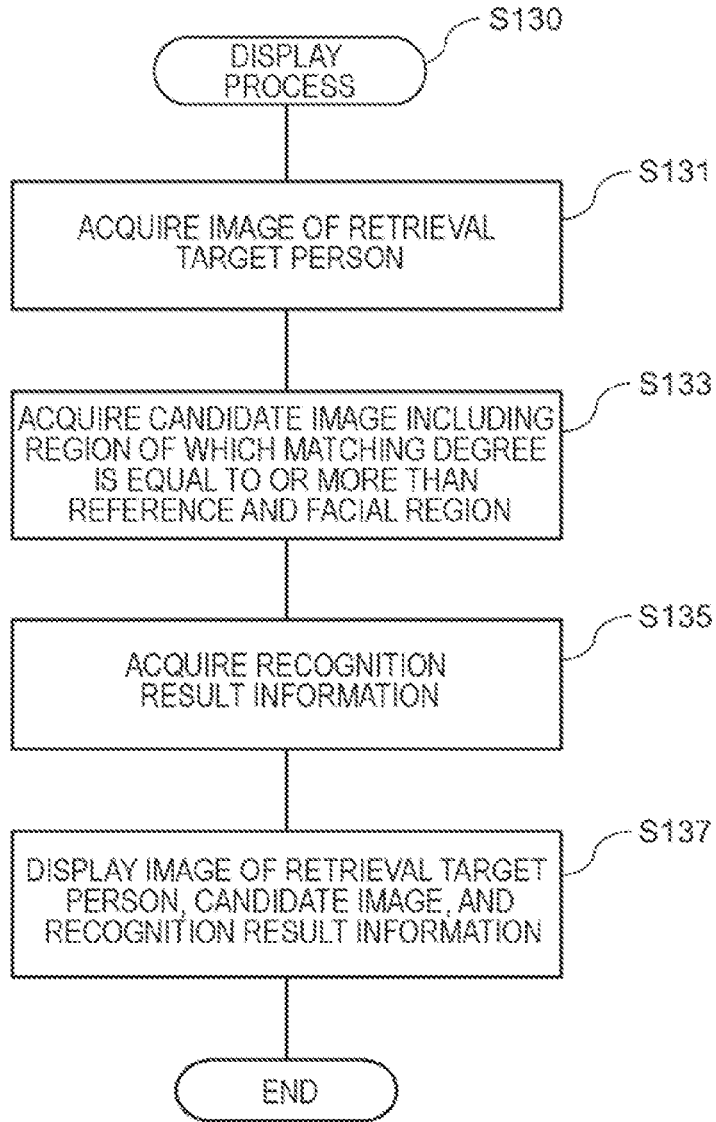 S130
DISPLAY
PROCESS
S131
ACQUIRE IMAGE OF RETRIEVAL
TARGET PERSON
S133
ACQUIRE CANDIDATE IMAGE INCLUDING
REGION OF WHICH MATCHING DEGREE
IS EQUAL TO OR MORE THAN
REFERENCE AND FACIAL REGION
S135
ACQUIRE RECOGNITION
RESULT INFORMATION
S137
DISPLAY IMAGE OF RETRIEVAL TARGET
PERSON, CANDIDATE IMAGE, AND
RECOGNITION RESULT INFORMATION
END